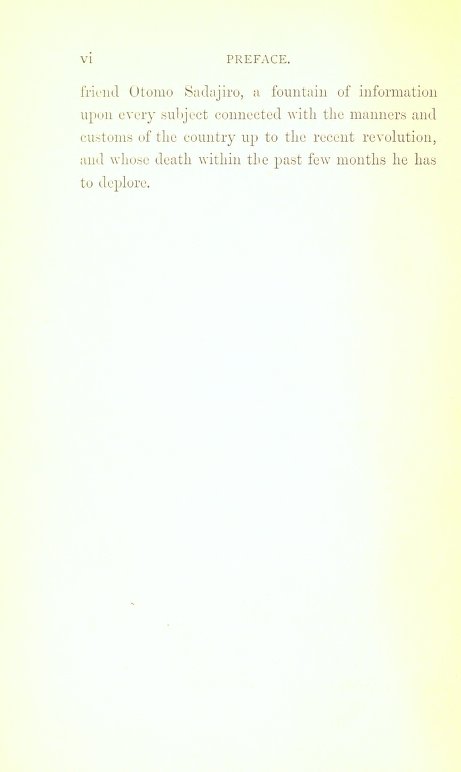 vi PREFACE.
friend Otomo Sadajiro, a fountain of information
upon every subject connected with the manners and
customs of the country up to the recent revolution,
and whose death within the past few months he has
to deplore.